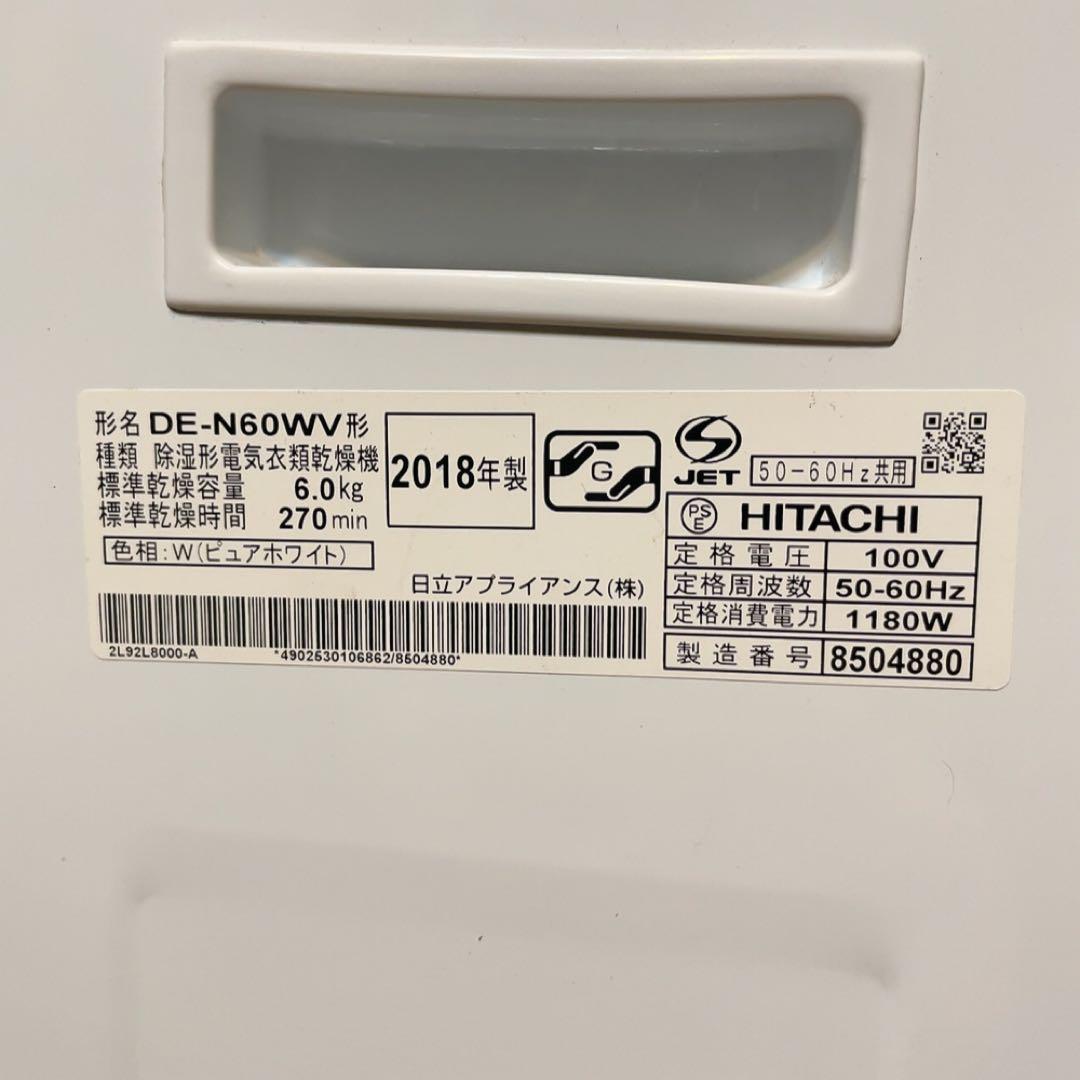 形名 DE-N60WV形
種類 除湿形電気衣類乾燥機
標準乾燥容量 6.0kg
標準乾燥時間 270min
色相:W(ピュアホワイト)
2018年製
G
JET
50-60Hz共用
日立アプライアンス(株)
2L92L8000-A
*4902530106862/8504880*
PSE HITACHI
定格電圧 100V
定格周波数 50-60Hz
定格消費電力 1180W
製造番号 8504880